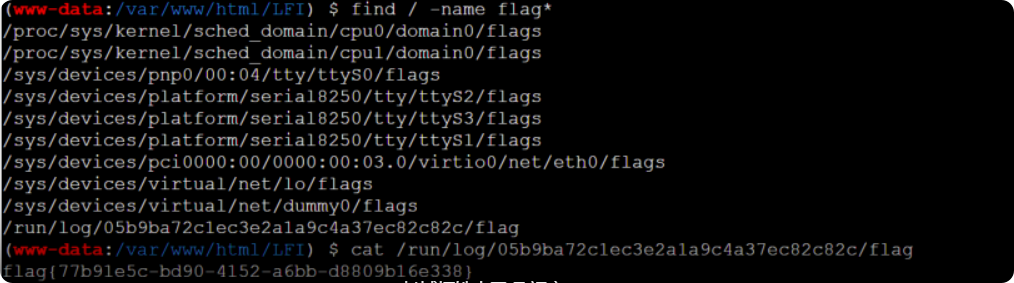 (www-data:/var/www/html/LFI) $ find / -name flag*
/proc/sys/kernel/sched_domain/cpu0/domain0/flags
/proc/sys/kernel/sched_domain/cpu1/domain0/flags
/sys/devices/pnp0/00:04/tty/ttyS0/flags
/sys/devices/platform/serial8250/tty/ttyS2/flags
/sys/devices/platform/serial8250/tty/ttyS3/flags
/sys/devices/platform/serial8250/tty/ttyS1/flags
/sys/devices/pci0000:00/0000:00:03.0/virtio0/net/eth0/flags
/sys/devices/virtual/net/lo/flags
/sys/devices/virtual/net/dummy0/flags
/run/log/05b9ba72c1ec3e2a1a9c4a37ec82c82c/flag
(www-data:/var/www/html/LFI) $ cat /run/log/05b9ba72c1ec3e2a1a9c4a37ec82c82c/flag
flag{77b91e5c-bd90-4152-a6bb-d8809b16e338}